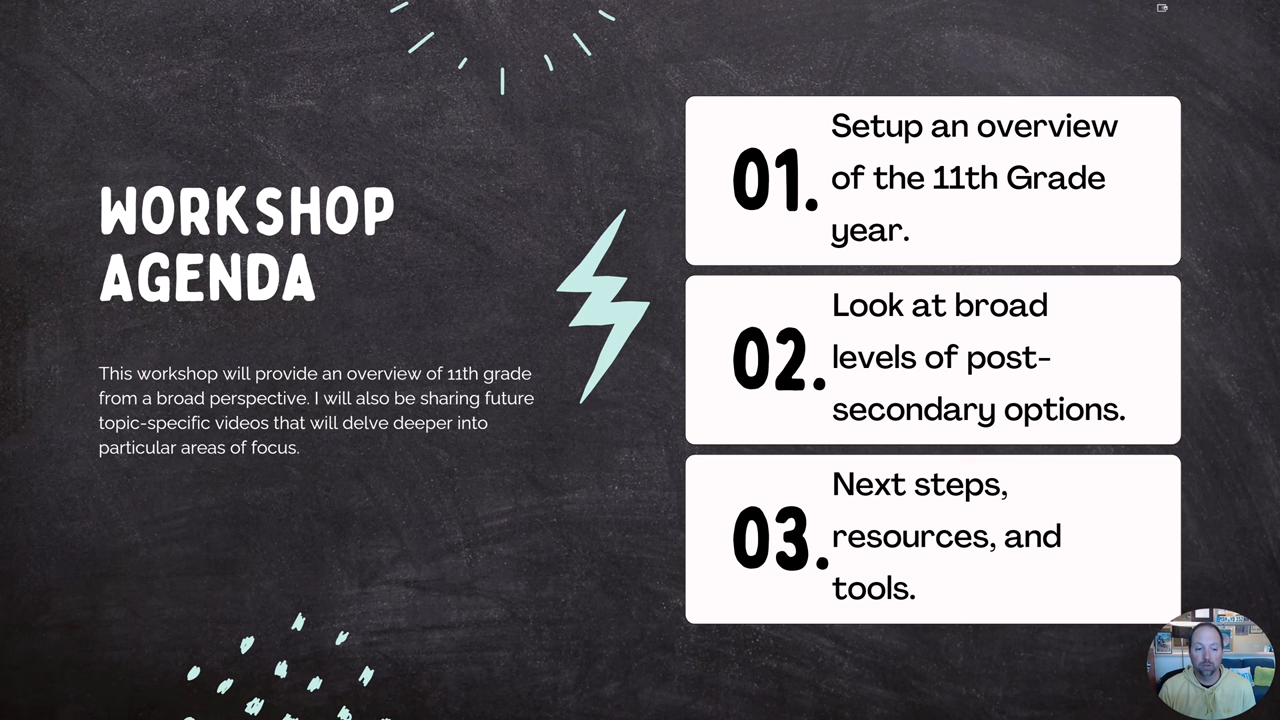 WORKSHOP
AGENDA
This workshop will provide an overview of 11th grade
from a broad perspective. I will also be sharing future
topic-specific videos that will delve deeper into
particular areas of focus.
01.
Setup an overview
of the 11th Grade
year.
02.
Look at broad
levels of post-
secondary options.
03.
Next steps,
resources, and
tools.